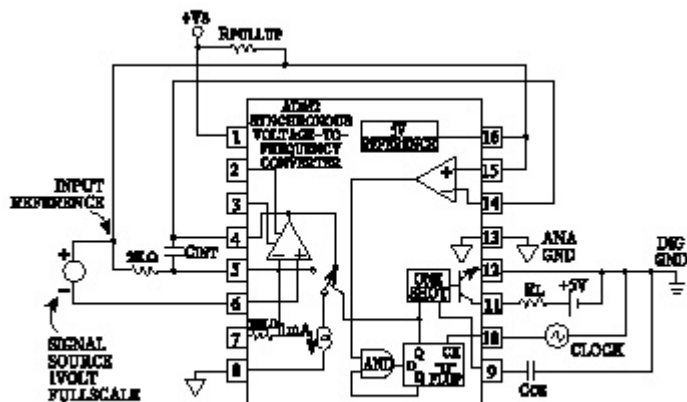 +VS
RPULLUP
AD652
SYNCHRONOUS
VOLTAGE-TO-
FREQUENCY
CONVERTER
5V
REFERENCE
1
2
3
4
5
6
7
8
16
15
14
13
12
11
10
9
INPUT
REFERENCE
CINT
ANA
GND
DIG
GND
ONE
SHOT
RL
+5V
1mA
AND
Q
CK
D
"D"
FLOP
Q
CLOCK
COS
SIGNAL
SOURCE
1VOLT
FULLSCALE
+
-